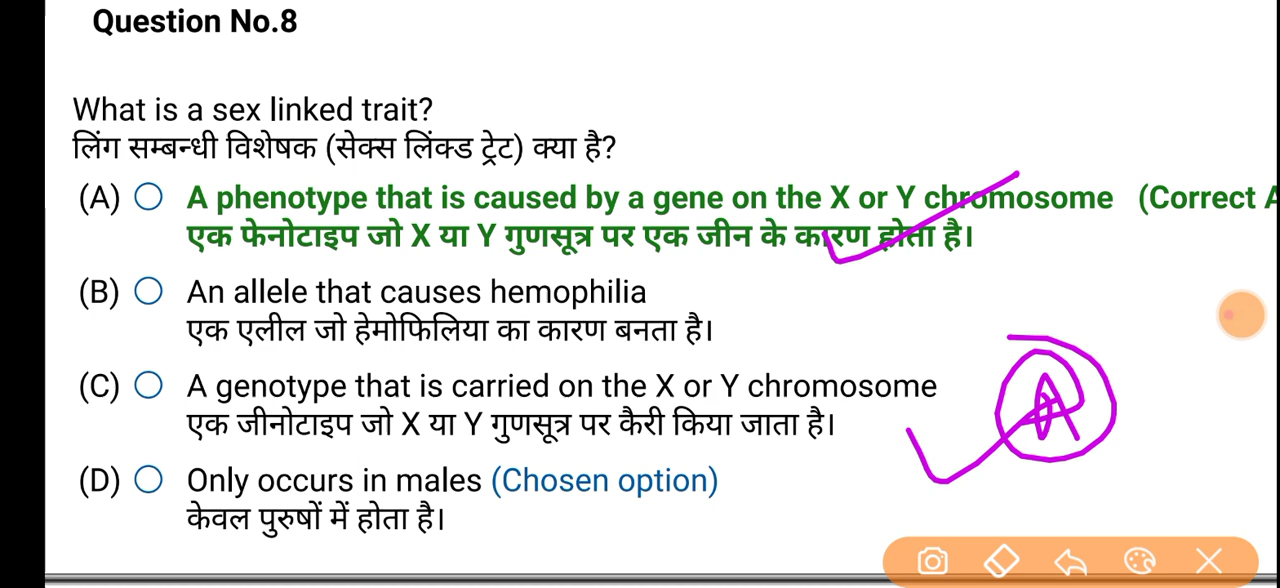 Question No.8
What is a sex linked trait?
लिंग सम्बन्धी विशेषक (सेक्स लिंक्ड ट्रेट) क्या है?
(A) A phenotype that is caused by a gene on the X or Y chromosome (Correct
एक फेनोटाइप जो X या Y गुणसूत्र पर एक जीन के कारण होता है।
(B) An allele that causes hemophilia
एक एलील जो हेमोफिलिया का कारण बनता है।
(C) A genotype that is carried on the X or Y chromosome
एक जीनोटाइप जो X या Y गुणसूत्र पर कैरी किया जाता है।
A
(D) Only occurs in males (Chosen option)
केवल पुरुषों में होता है।